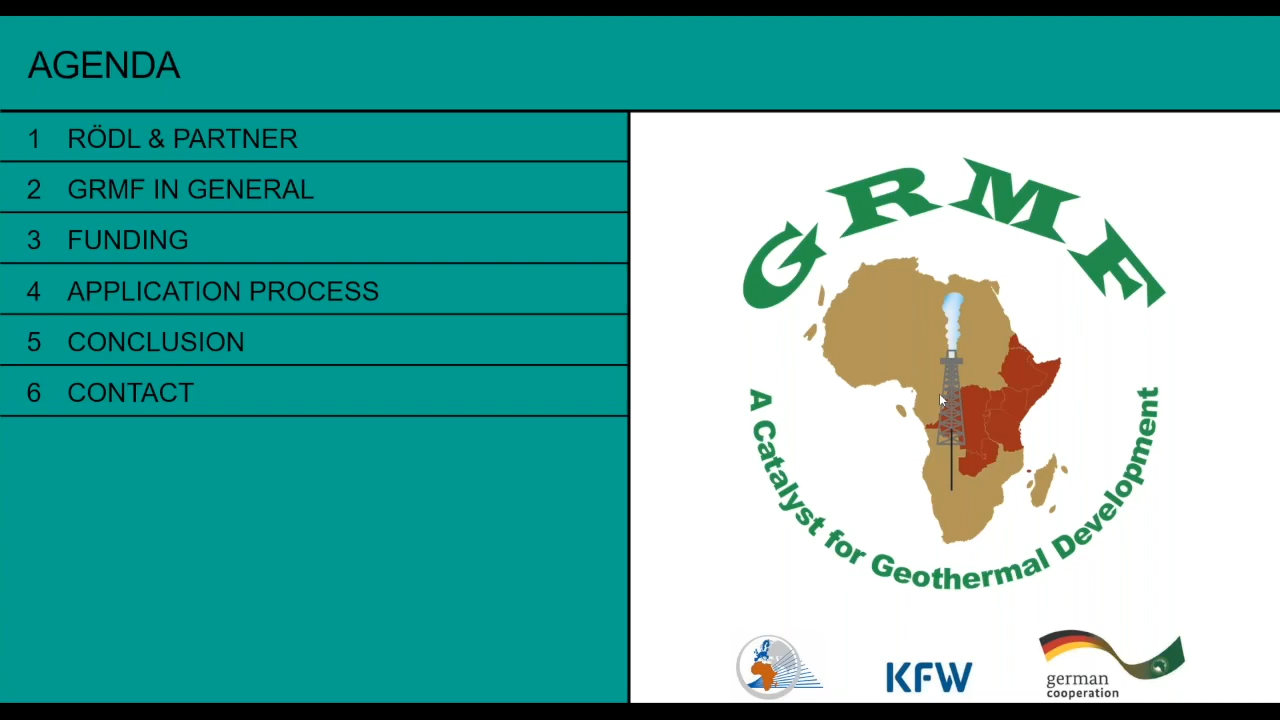 AGENDA
1 RÖDL & PARTNER
2 GRMF IN GENERAL
3 FUNDING
4 APPLICATION PROCESS
5 CONCLUSION
6 CONTACT
GRMF
A Catalyst for Geothermal Development
KFW
german
cooperation